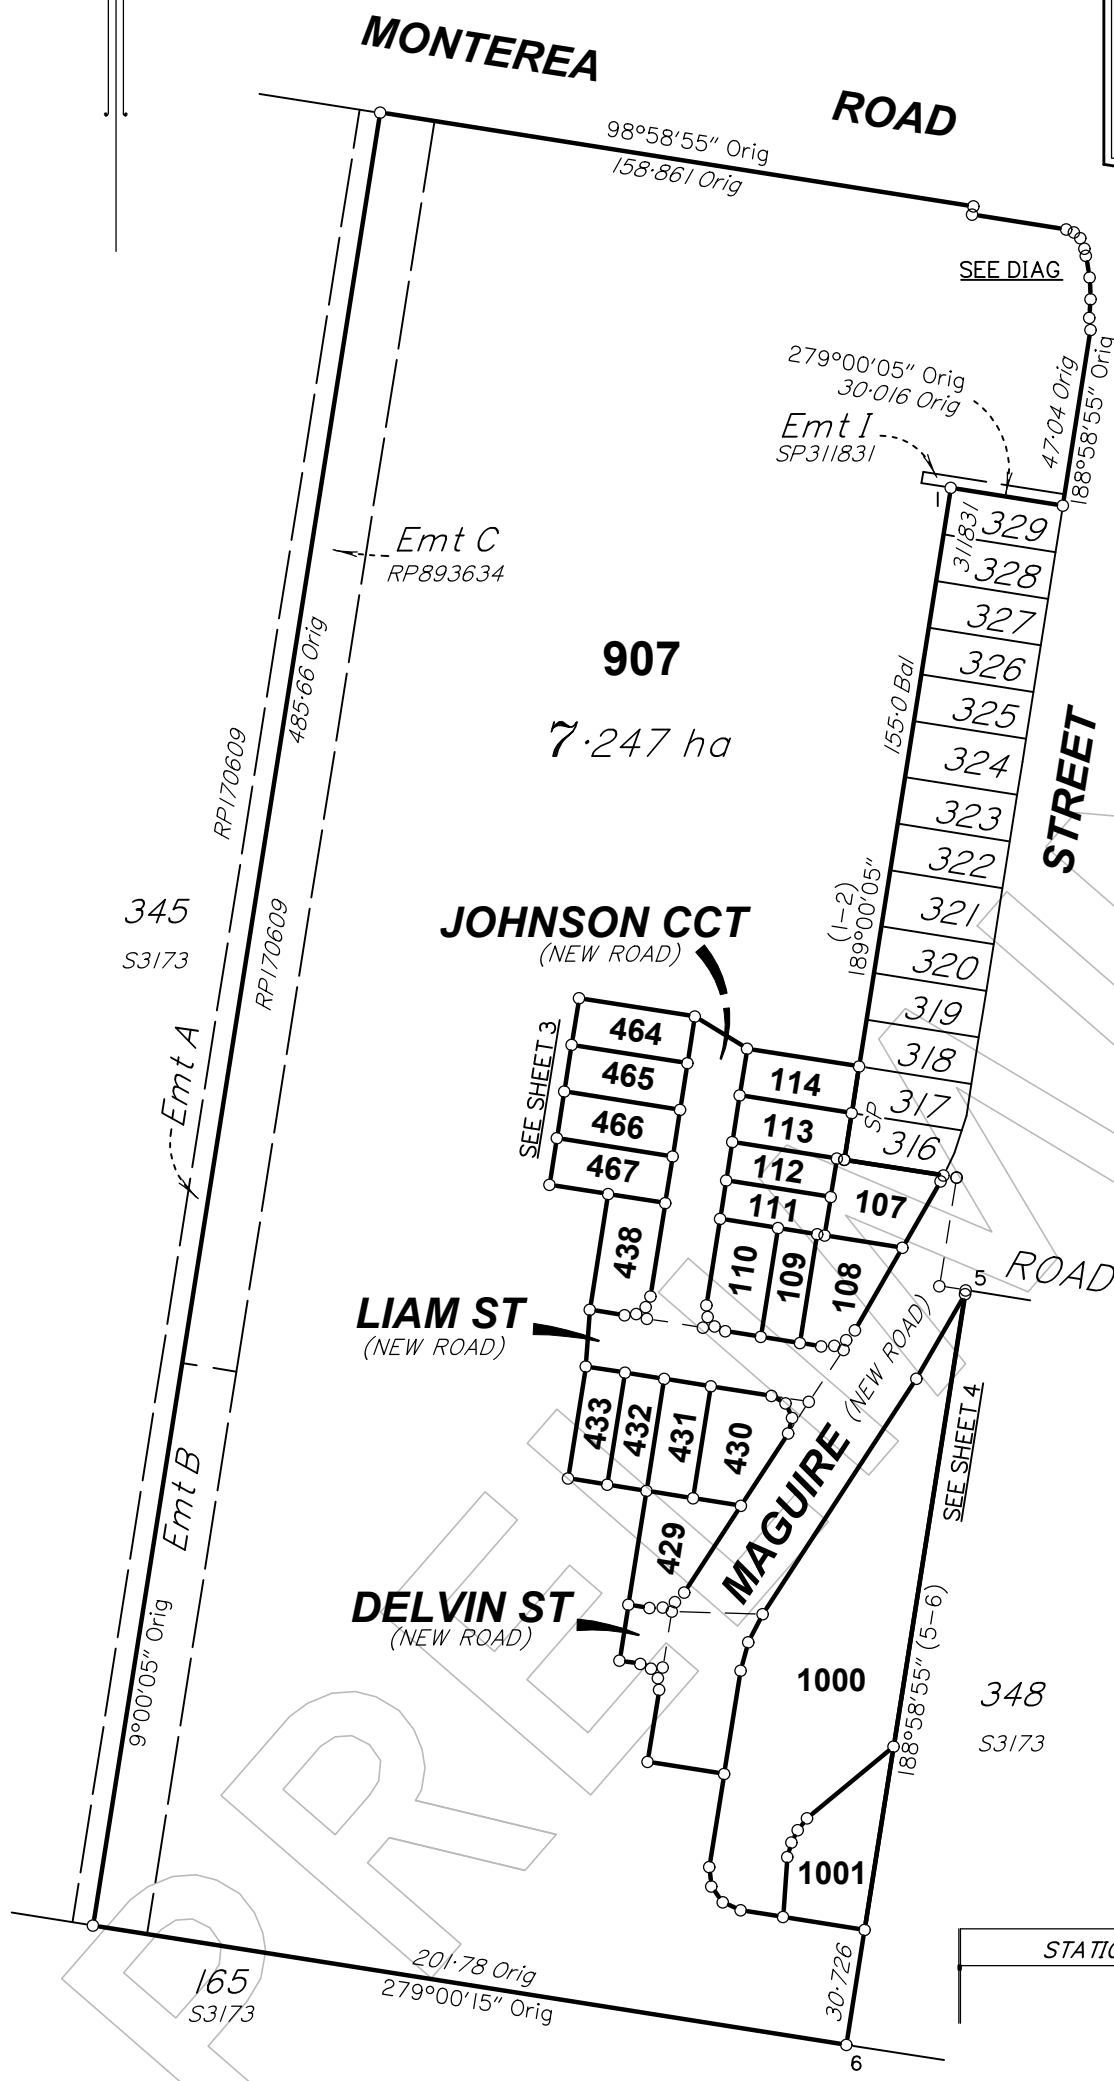 MONTEREA
ROAD
98°58'55" Orig
158·861 Orig
SEE DIAG
279°00'05" Orig
30·016 Orig
47·04 Orig
188°58'55" Orig
Emt I
SP311831
Emt C
RP893634
311831
329
328
327
326
325
324
323
322
321
320
319
318
317
316
SP
907
7·247 ha
485·66 Orig
155·0 Bal
STREET
RP170609
RP170609
345
S3173
(1-2)
189°00'05"
JOHNSON CCT
(NEW ROAD)
SEE SHEET 3
464
465
466
467
438
114
113
112
111
110
109
108
107
Emt A
5
ROAD
LIAM ST
(NEW ROAD)
(NEW ROAD)
MAGUIRE
SEE SHEET 4
433
432
431
430
429
Emt B
DELVIN ST
(NEW ROAD)
9°00'05" Orig
1000
188°58'55" (5-6)
348
S3173
1001
30·726
201·78 Orig
279°00'15" Orig
165
S3173
6